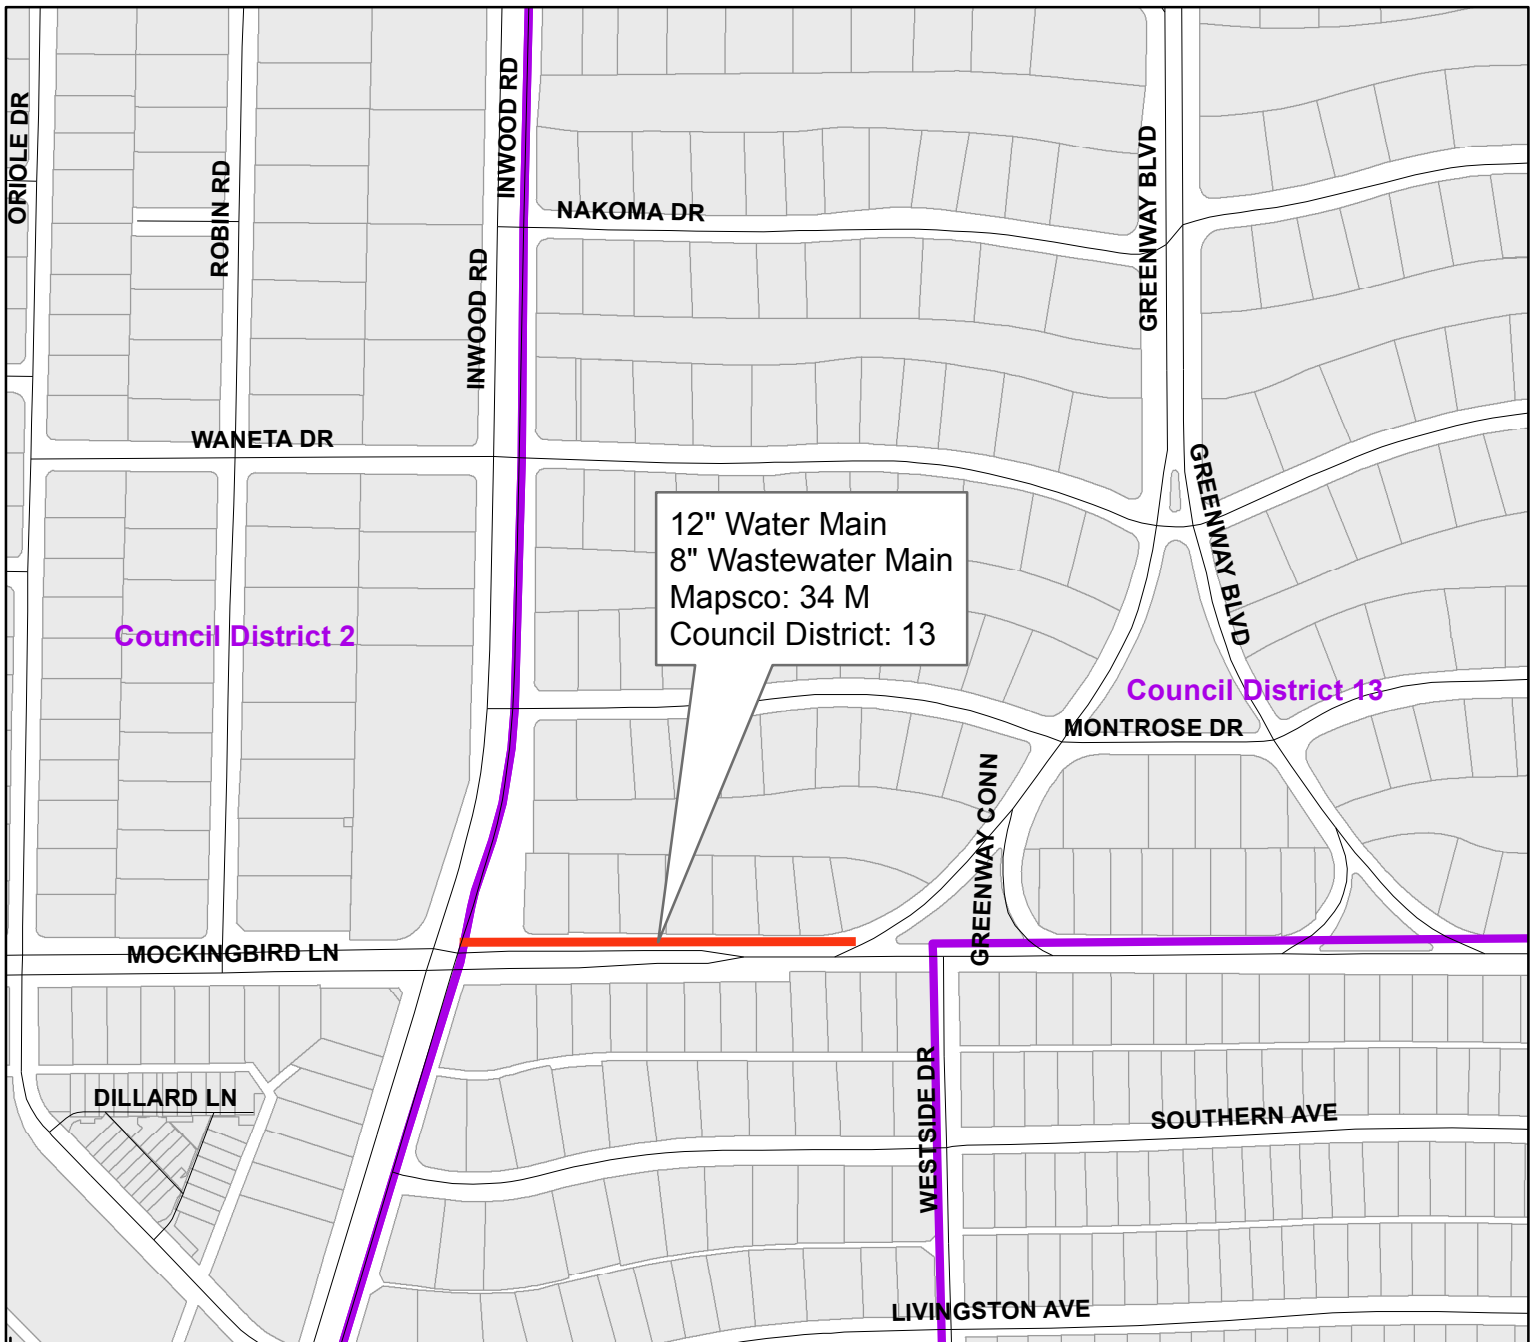 ORIOLE DR
ROBIN RD
INWOOD RD
INWOOD RD
NAKOMA DR
GREENWAY BLVD
WANETA DR
GREENWAY BLVD
12" Water Main
8" Wastewater Main
Mapsco: 34 M
Council District: 13
Council District 2
Council District 13
MONTROSE DR
GREENWAY CONN
MOCKINGBIRD LN
DILLARD LN
WESTSIDE DR
SOUTHERN AVE
LIVINGSTON AVE